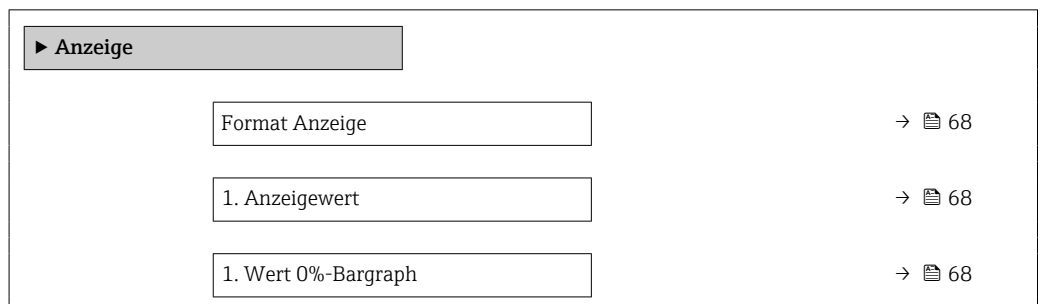 ▶ Anzeige
Format Anzeige → 68
1. Anzeigewert → 68
1. Wert 0%-Bargraph → 68